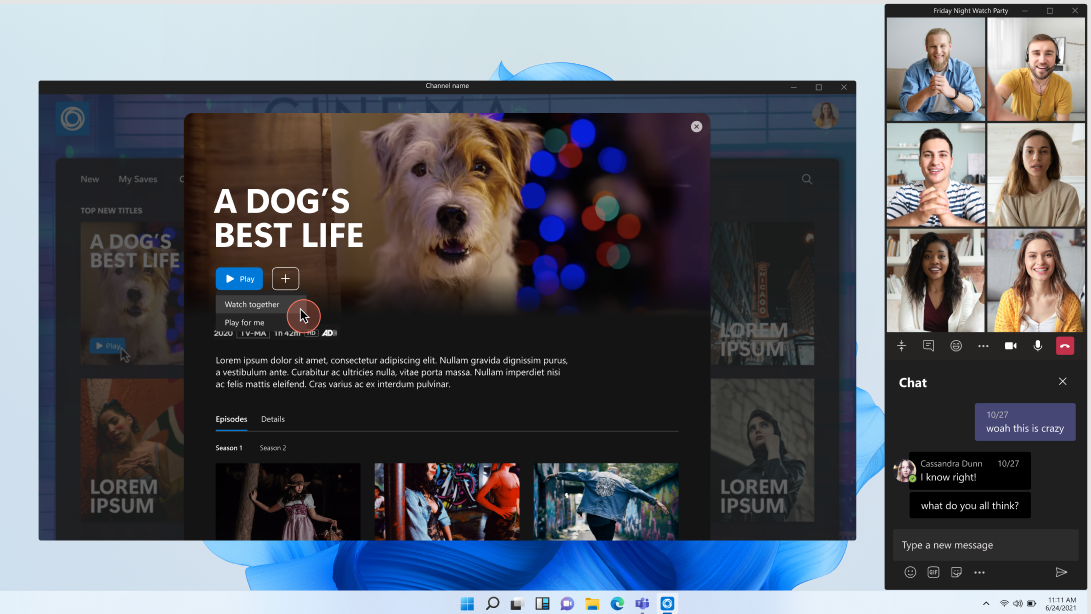 Friday Night Watch Party
Channel name
CINEMA
New
My Saves
TOP NEW TITLES
A DOG'S
BEST LIFE
Play
LOREM
IPSUM
A DOG'S
BEST LIFE
Play
Watch together
Play for me
2020 TV-MA 1h 42m HD AD
Lorem ipsum dolor sit amet, consectetur adipiscing elit. Nullam gravida dignissim purus,
a vestibulum ante. Curabitur ac ultricies nulla, vitae porta massa. Nullam imperdiet nisi
ac felis mattis eleifend. Cras varius ac ex interdum pulvinar.
Episodes
Details
Season 1
Season 2
CHICAGO
LOREM
IPSUM
LOREM
IPSUM
Chat
10/27
woah this is crazy
Cassandra Dunn 10/27
I know right!
what do you all think?
Type a new message
GIF
11:11 AM
6/24/2021